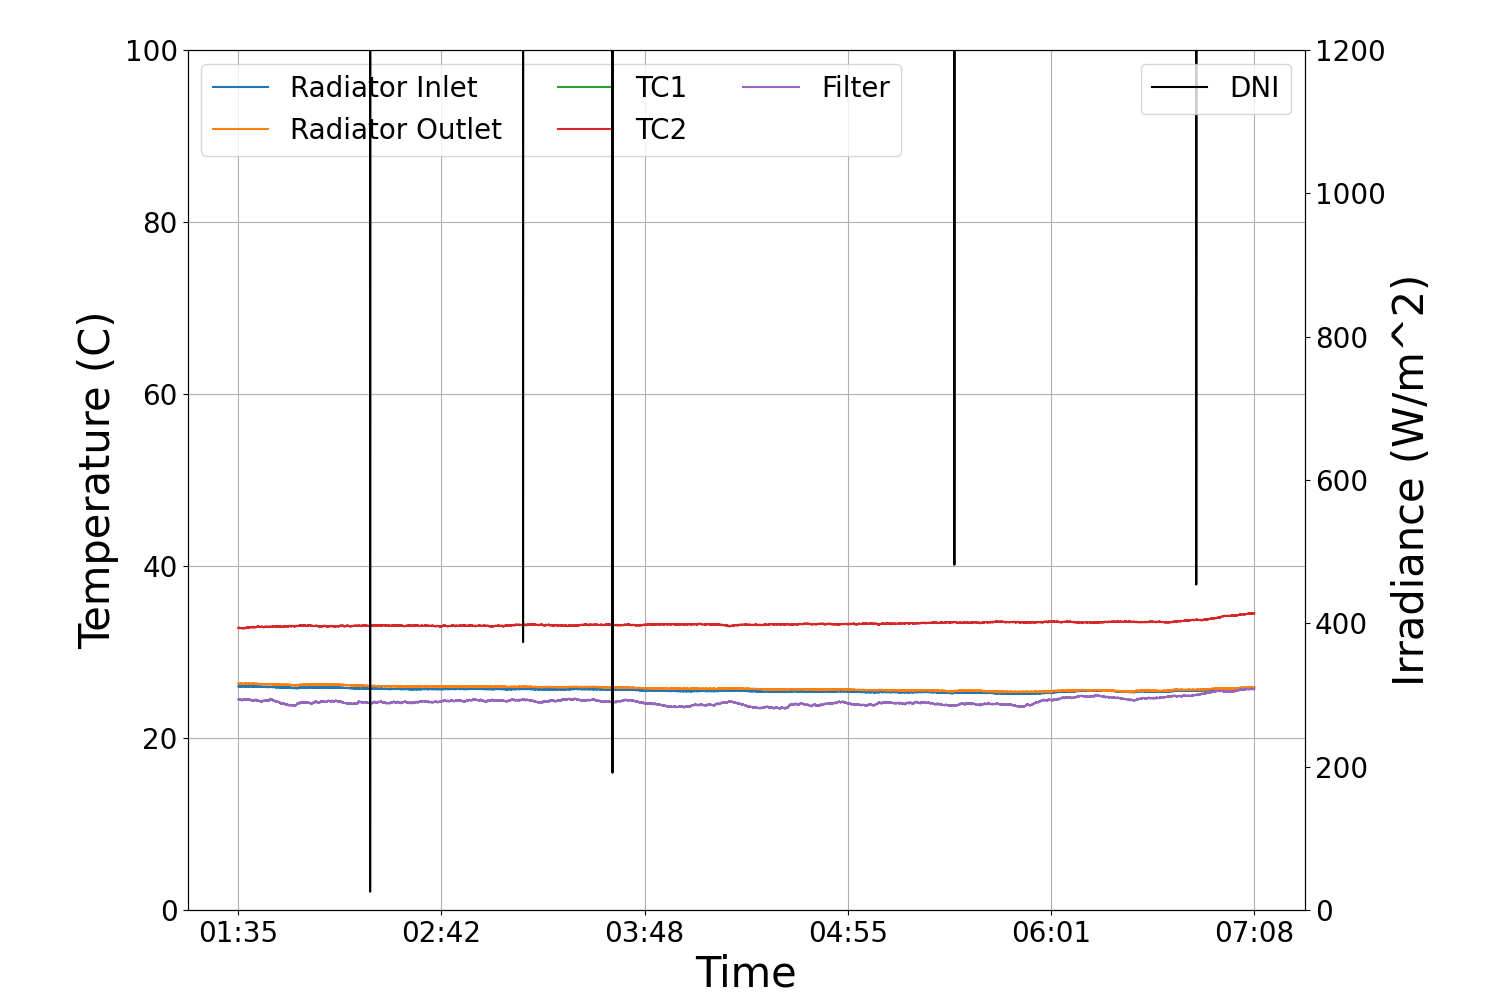 100
80
60
40
20
0
Temperature (C)
Radiator Inlet
Radiator Outlet
TC1
TC2
Filter
DNI
1200
1000
800
600
400
200
0
Irradiance (W/m^2)
01:35 02:42 03:48 04:55 06:01 07:08
Time